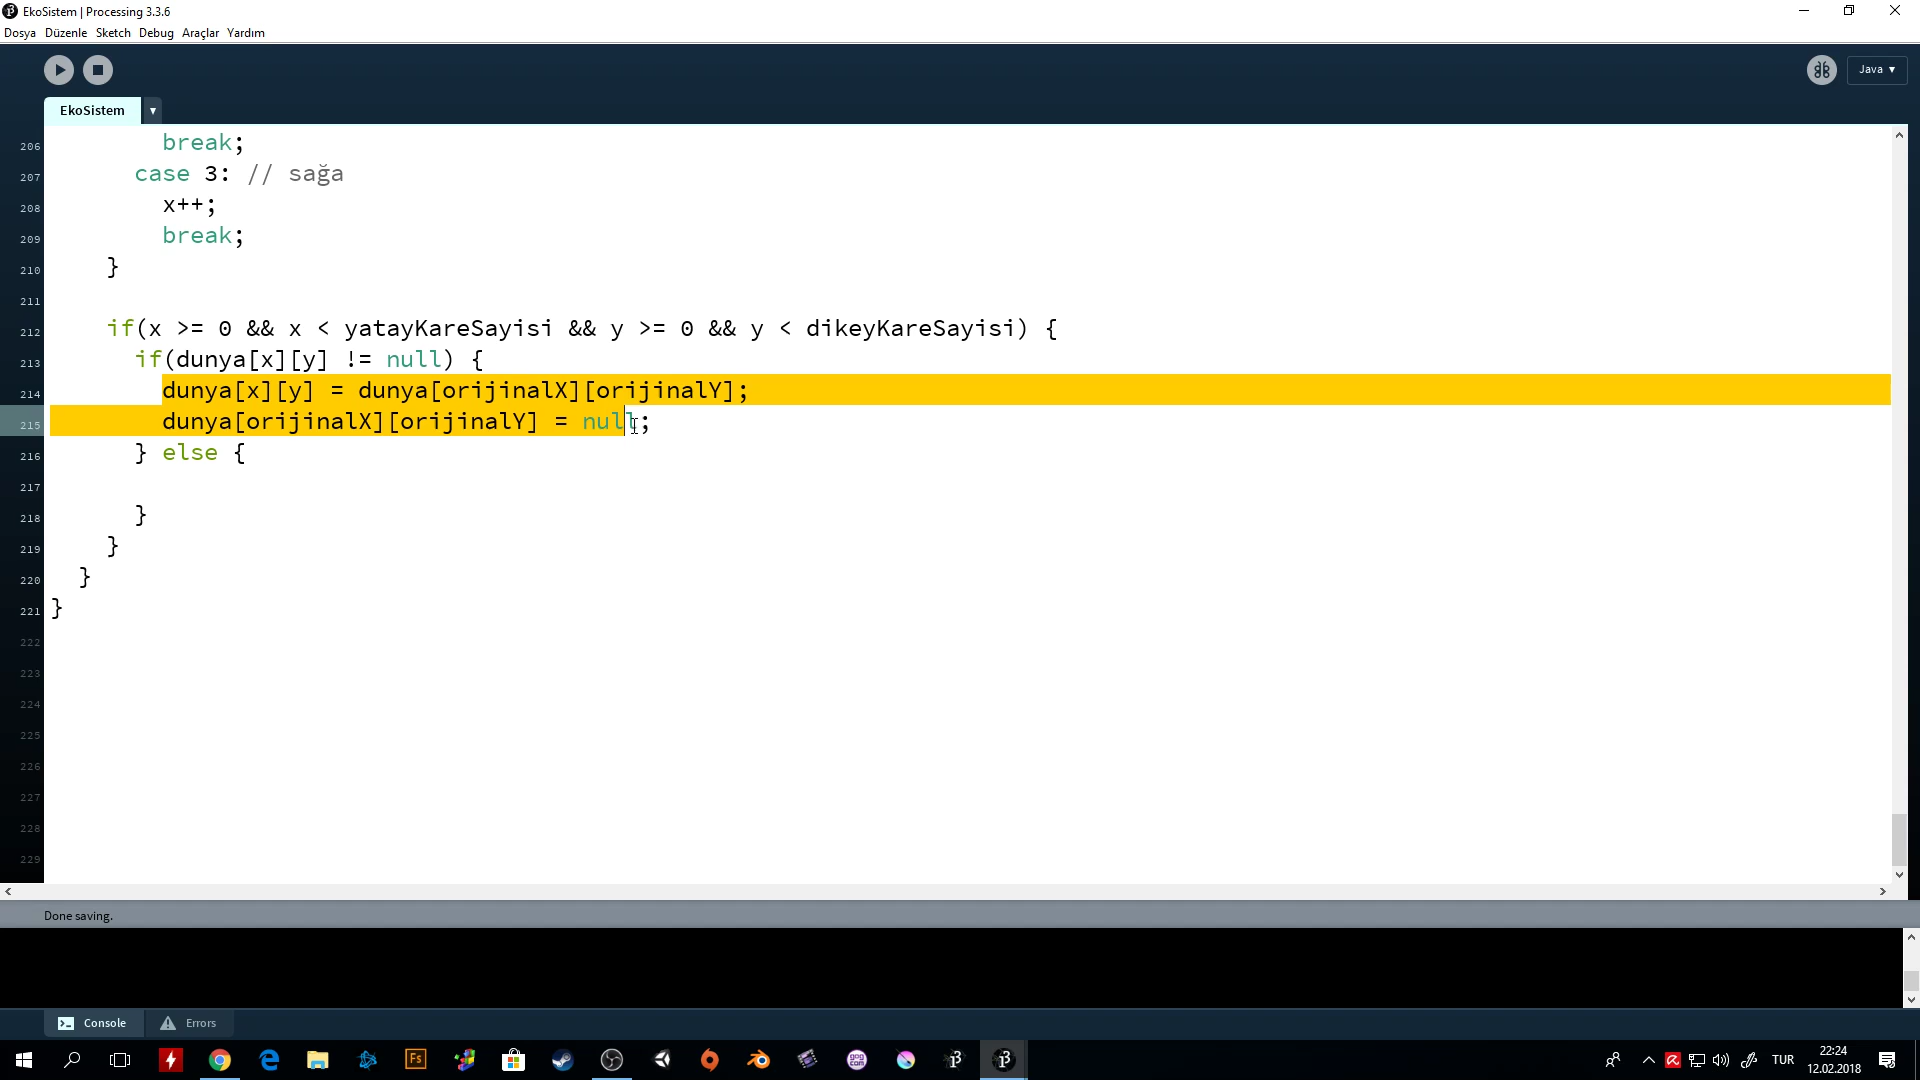 EkoSistem | Processing 3.3.6
Dosya Düzenle Sketch Debug Araçlar Yardım
Java ▾
EkoSistem ▾
206 break;
207 case 3: // sağa
208 x++;
209 break;
210 }
211
212 if(x >= 0 && x < yatayKareSayisi && y >= 0 && y < dikeyKareSayisi) {
213 if(dunya[x][y] != null) {
214 dunya[x][y] = dunya[orijinalX][orijinalY];
215 dunya[orijinalX][orijinalY] = null;
216 } else {
217
218 }
219 }
220 }
221 }
222
223
224
225
226
227
228
229
Done saving.
Console Errors
Fs gog com TUR 22:24
12.02.2018